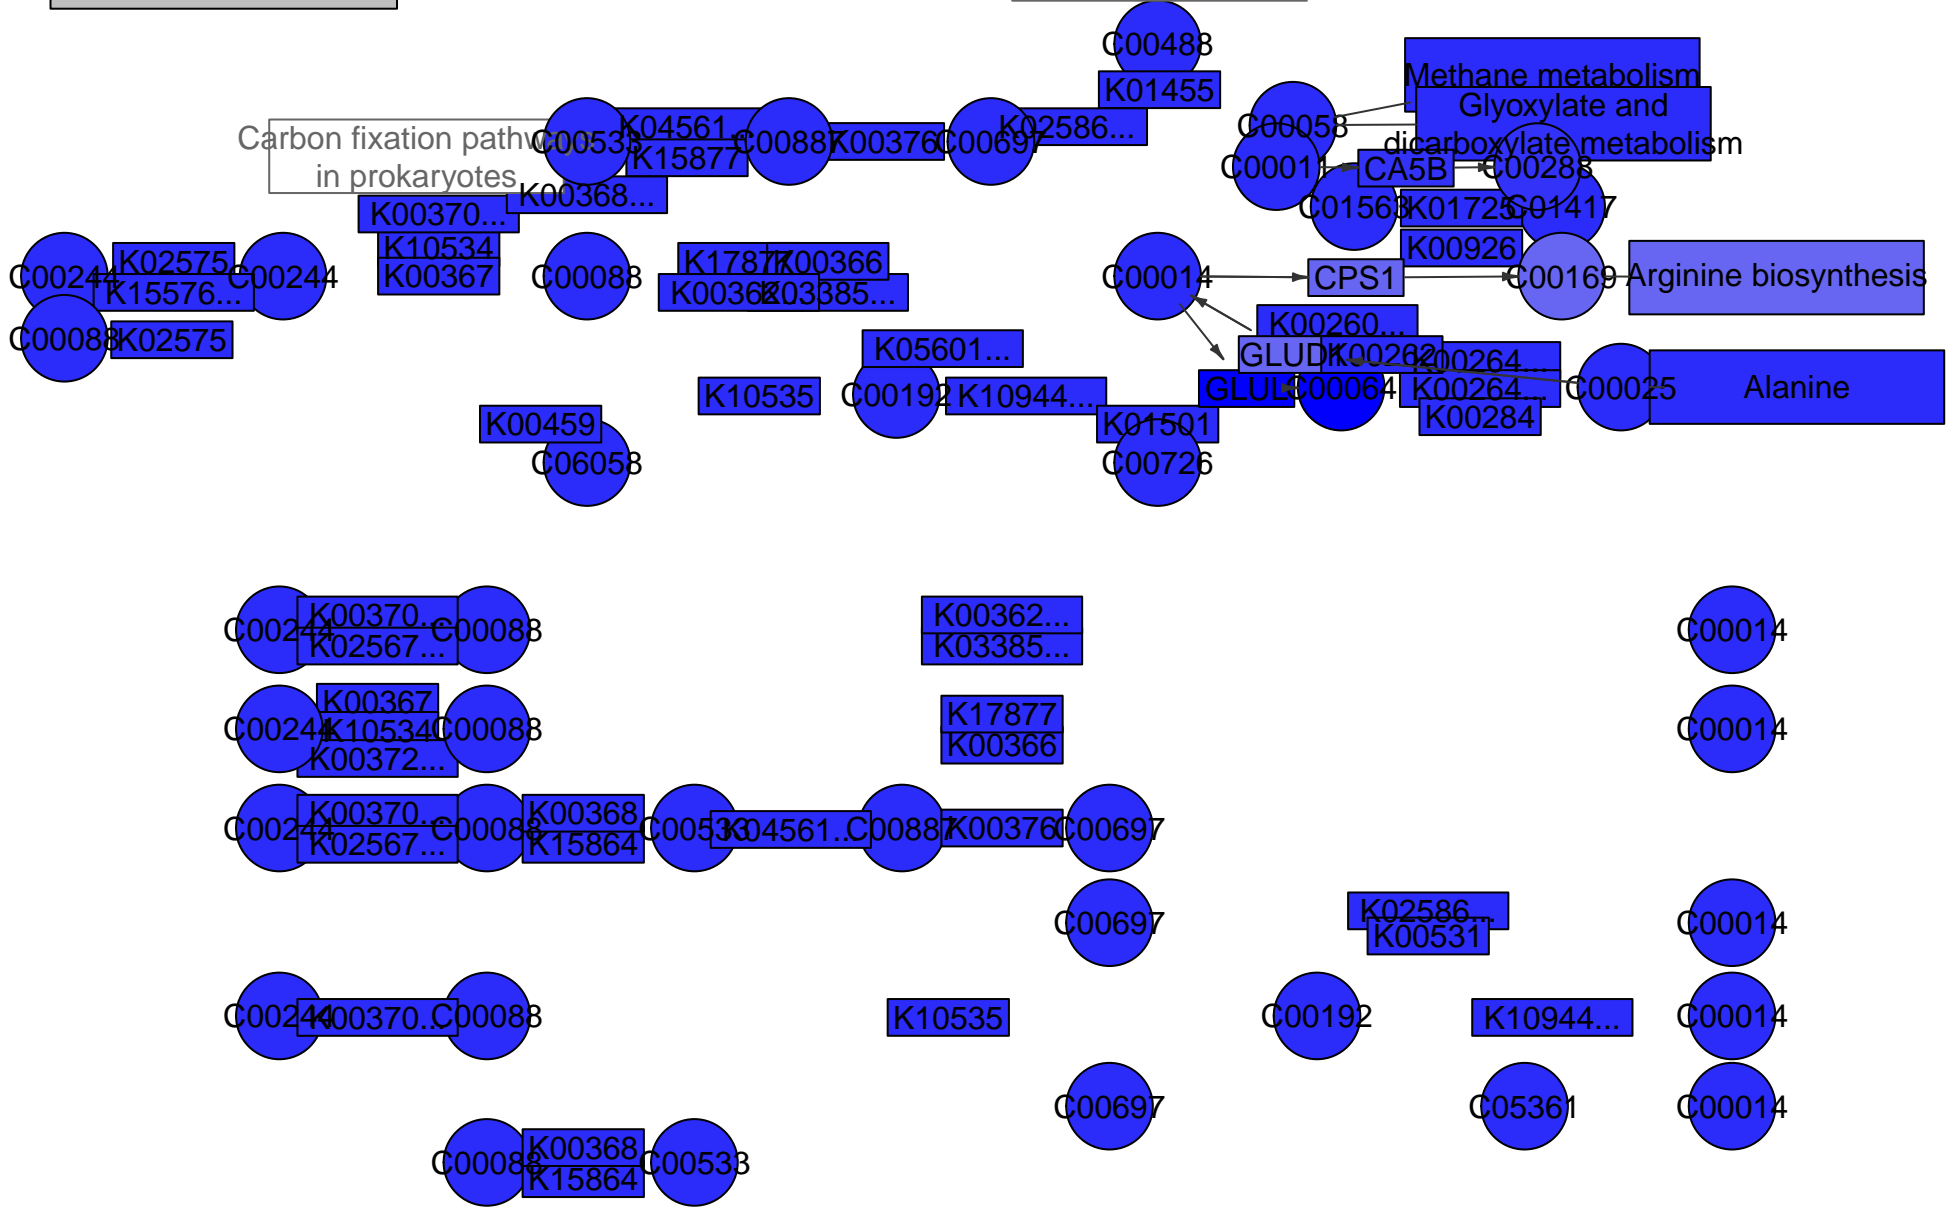 C00488
K01455
Methane metabolism
Glyoxylate and
dicarboxylate metabolism
C00058
Carbon fixation pathways
in prokaryotes
C00533
K04561...
K15877
C00887
K00376
C00697
K02586...
C00011
CA5B
C00288
K00368...
K00370...
C01563
K01725
C01417
K10534
K00367
K00926
C00244
K02575
K15576...
C00244
C00088
K17877
K00366
K00362...
K03385...
C00014
CPS1
C00169
Arginine biosynthesis
C00088
K02575
K00260...
K05601...
GLUD1
K00262
K00264...
K10535
C00192
K10944...
GLUL
C00064
K00264...
C00025
Alanine
K00284
K00459
K01501
C06058
C00726
C00244
K00370...
K02567...
C00088
K00362...
K03385...
C00014
C00244
K00367
K10534
K00372...
C00088
K17877
K00366
C00014
C00244
K00370...
K02567...
C00088
K00368
K15864
C00533
K04561...
C00887
K00376
C00697
C00697
K02586...
K00531
C00014
C00244
K00370...
C00088
K10535
C00192
K10944...
C00014
C00697
C05361
C00014
C00088
K00368
K15864
C00533